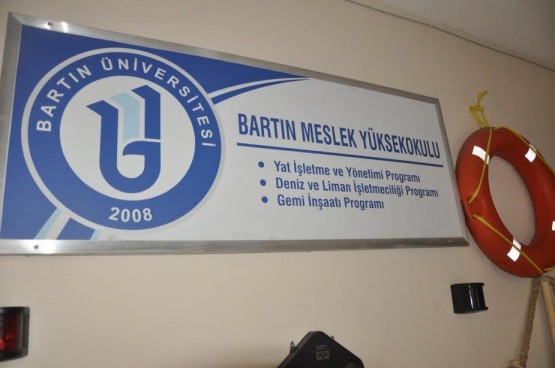 BARTIN ÜNİVERSİTESİ
2008
BARTIN MESLEK YÜKSEKOKULU
• Yat İşletme ve Yönetimi Programı
• Deniz ve Liman İşletmeciliği Programı
• Gemi İnşaatı Programı